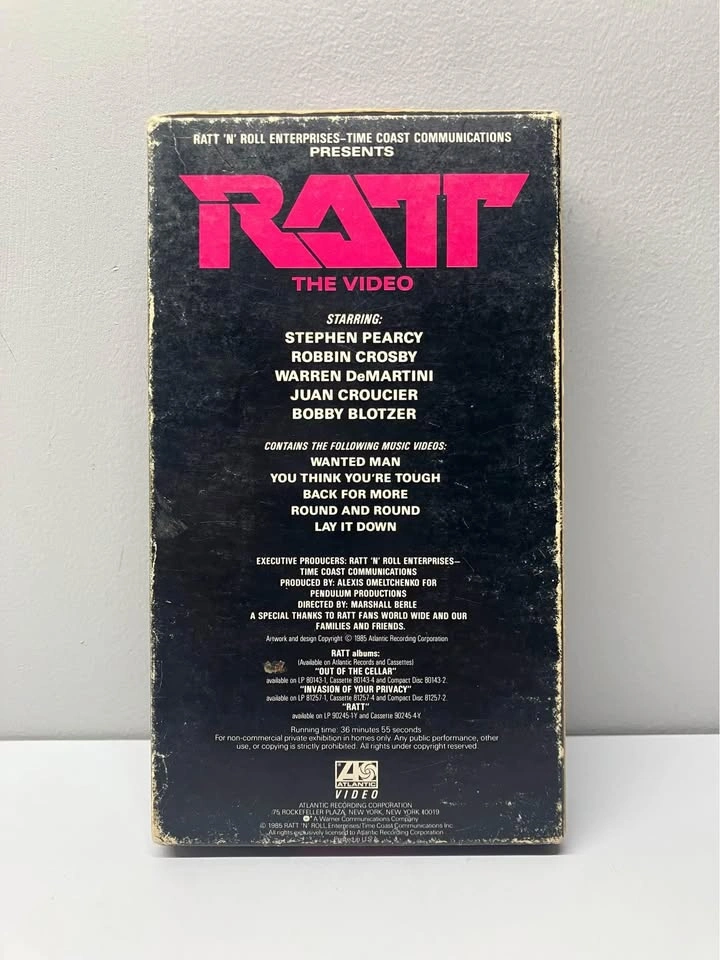 RATT 'N' ROLL ENTERPRISES–TIME COAST COMMUNICATIONS
PRESENTS
RATT
THE VIDEO
STARRING:
STEPHEN PEARCY
ROBBIN CROSBY
WARREN DeMARTINI
JUAN CROUCIER
BOBBY BLOTZER
CONTAINS THE FOLLOWING MUSIC VIDEOS:
WANTED MAN
YOU THINK YOU'RE TOUGH
BACK FOR MORE
ROUND AND ROUND
LAY IT DOWN
EXECUTIVE PRODUCERS: RATT 'N' ROLL ENTERPRISES–
TIME COAST COMMUNICATIONS
PRODUCED BY: ALEXIS OMELTCHENKO FOR
PENDULUM PRODUCTIONS
DIRECTED BY: MARSHALL BERLE
A SPECIAL THANKS TO RATT FANS WORLD WIDE AND OUR
FAMILIES AND FRIENDS.
Artwork and design Copyright © 1985 Atlantic Recording Corporation
RATT albums:
(Available on Atlantic Records and Cassettes)
"OUT OF THE CELLAR"
available on LP 80143-1, Cassette 80143-4 and Compact Disc 80143-2.
"INVASION OF YOUR PRIVACY"
available on LP 81257-1, Cassette 81257-4 and Compact Disc 81257-2.
"RATT"
available on LP 90245-1Y and Cassette 90245-4-Y.
Running time: 36 minutes 55 seconds
For non-commercial private exhibition in homes only. Any public performance, other
use, or copying is strictly prohibited. All rights under copyright reserved.
ATLANTIC
VIDEO
ATLANTIC RECORDING CORPORATION
75 ROCKEFELLER PLAZA, NEW YORK, NEW YORK 10019
A Warner Communications Company
© 1985 RATT 'N' ROLL Enterprises/Time Coast Communications Inc.
All rights exclusively licensed to Atlantic Recording Corporation
Printed in U.S.A.